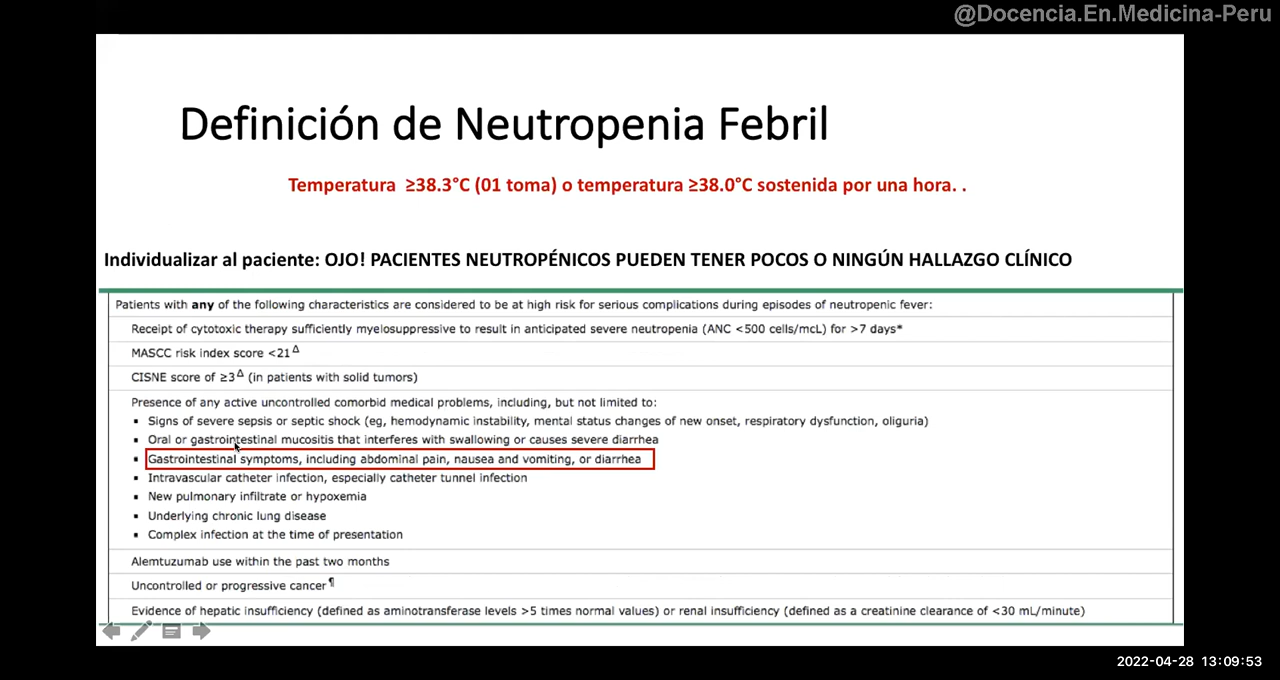 @Docencia.En.Medicina-Peru
Definición de Neutropenia Febril
Temperatura ≥38.3°C (01 toma) o temperatura ≥38.0°C sostenida por una hora. .
Individualizar al paciente: OJO! PACIENTES NEUTROPÉNICOS PUEDEN TENER POCOS O NINGÚN HALLAZGO CLÍNICO
Patients with any of the following characteristics are considered to be at high risk for serious complications during episodes of neutropenic fever:
Receipt of cytotoxic therapy sufficiently myelosuppressive to result in anticipated severe neutropenia (ANC <500 cells/mcL) for >7 days*
MASCC risk index score <21Δ
CISNE score of ≥3Δ (in patients with solid tumors)
Presence of any active uncontrolled comorbid medical problems, including, but not limited to:
▪ Signs of severe sepsis or septic shock (eg, hemodynamic instability, mental status changes of new onset, respiratory dysfunction, oliguria)
▪ Oral or gastrointestinal mucositis that interferes with swallowing or causes severe diarrhea
▪ Gastrointestinal symptoms, including abdominal pain, nausea and vomiting, or diarrhea
▪ Intravascular catheter infection, especially catheter tunnel infection
▪ New pulmonary infiltrate or hypoxemia
▪ Underlying chronic lung disease
▪ Complex infection at the time of presentation
Alemtuzumab use within the past two months
Uncontrolled or progressive cancer¶
Evidence of hepatic insufficiency (defined as aminotransferase levels >5 times normal values) or renal insufficiency (defined as a creatinine clearance of <30 mL/minute)
2022-04-28 13:09:53